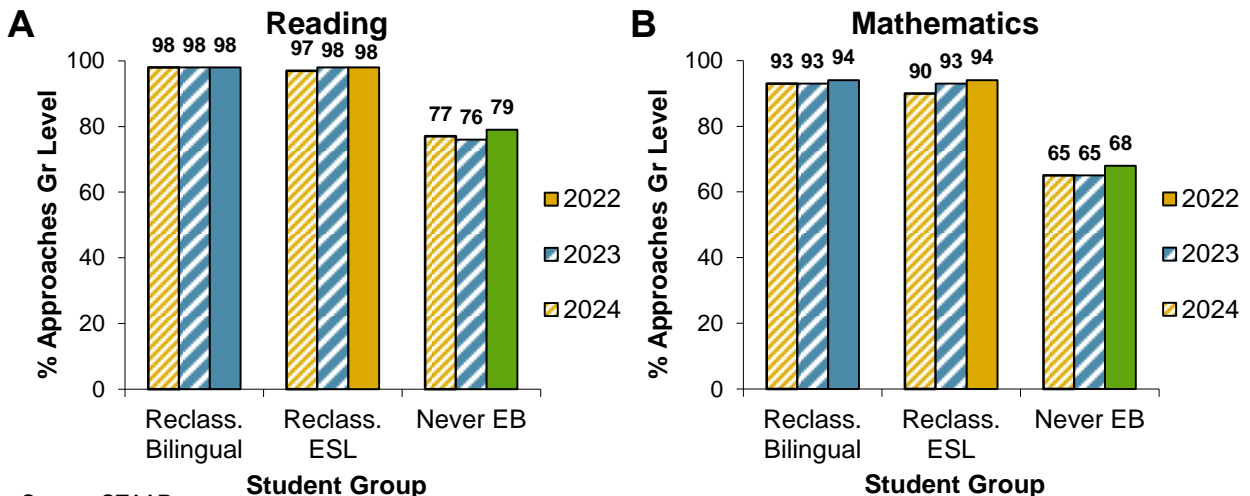 A
Reading
% Approaches Gr Level
100
80
60
40
20
0
98 98 98
97 98 98
77 76 79
Reclass. Bilingual
Reclass. ESL
Never EB
Student Group
2022
2023
2024
B
Mathematics
% Approaches Gr Level
100
80
60
40
20
0
93 93 94
90 93 94
65 65 68
Reclass. Bilingual
Reclass. ESL
Never EB
Student Group
2022
2023
2024